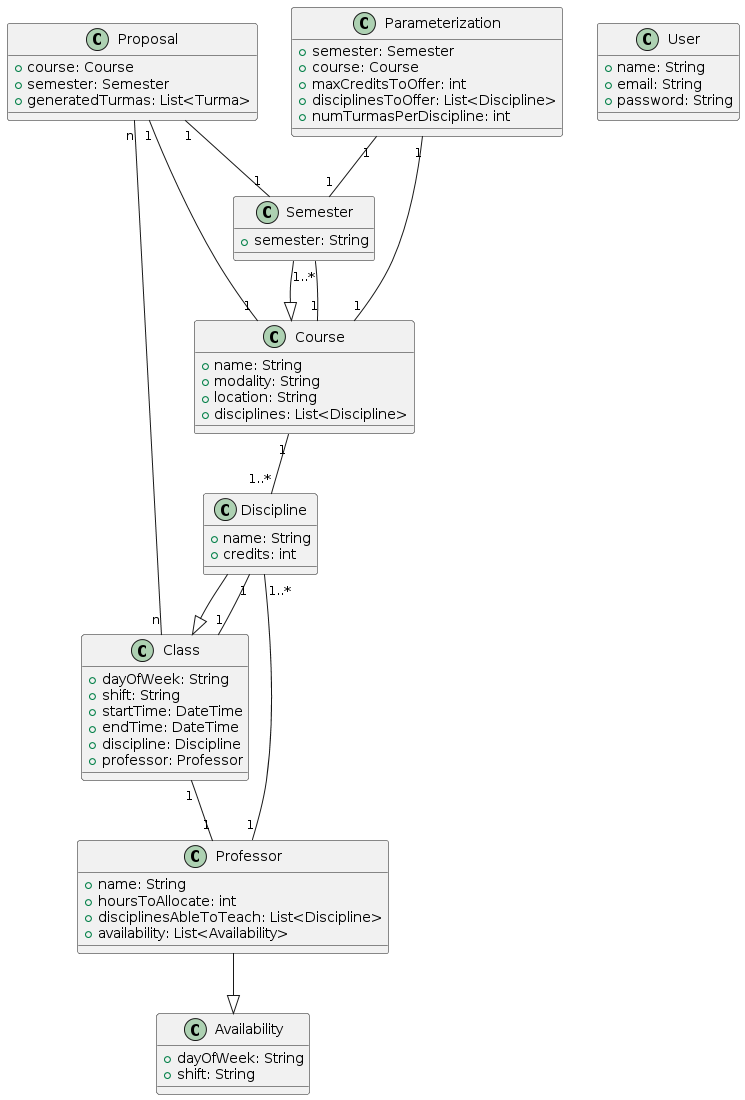 C Proposal
course: Course
semester: Semester
generatedTurmas: List<Turma>
C Parameterization
semester: Semester
course: Course
maxCreditsToOffer: int
disciplinesToOffer: List<Discipline>
numTurmasPerDiscipline: int
C User
name: String
email: String
password: String
n
1
1
1
1
1
1
C Semester
semester: String
1..*
1
1
1
C Course
name: String
modality: String
location: String
disciplines: List<Discipline>
1
1..*
C Discipline
name: String
credits: int
1
1..*
n
1
C Class
dayOfWeek: String
shift: String
startTime: DateTime
endTime: DateTime
discipline: Discipline
professor: Professor
1
1
1
C Professor
name: String
hoursToAllocate: int
disciplinesAbleToTeach: List<Discipline>
availability: List<Availability>
C Availability
dayOfWeek: String
shift: String